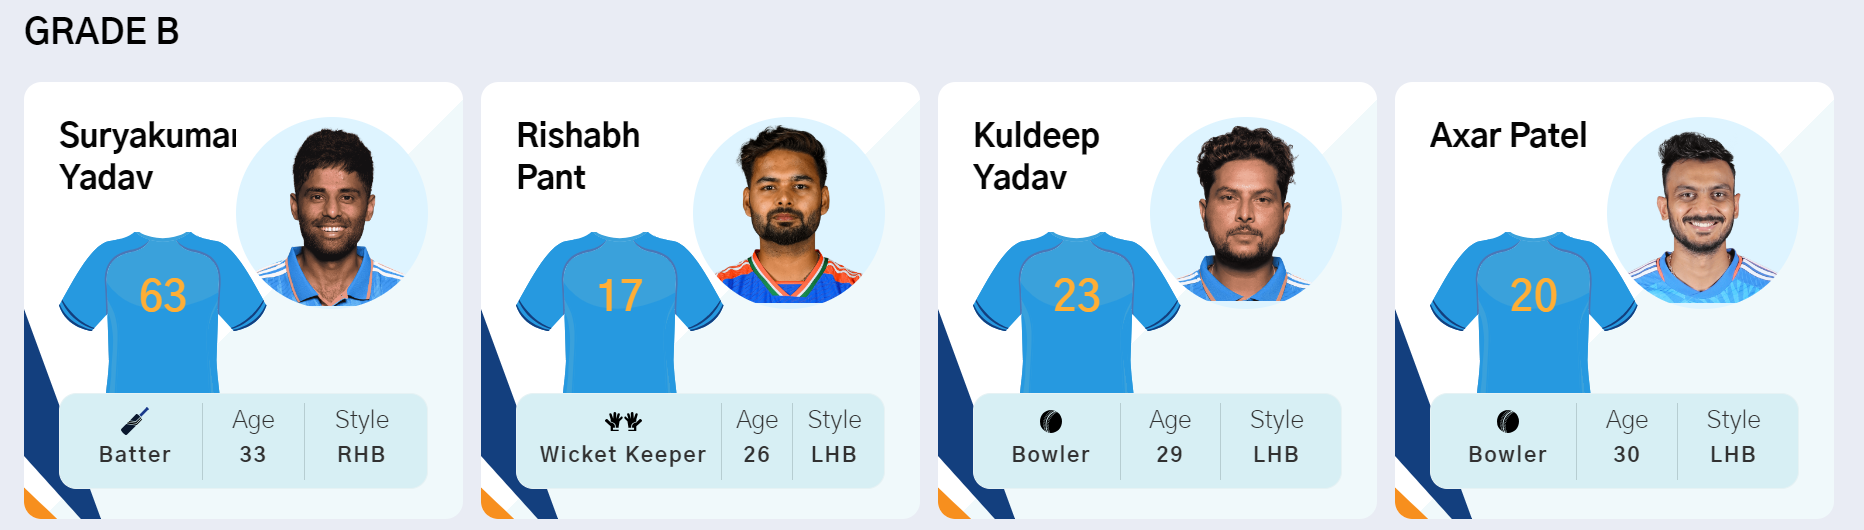 GRADE B
Suryakumar
Yadav
63
Batter
Age
33
Style
RHB
Rishabh
Pant
17
Wicket Keeper
Age
26
Style
LHB
Kuldeep
Yadav
23
Bowler
Age
29
Style
LHB
Axar Patel
20
Bowler
Age
30
Style
LHB